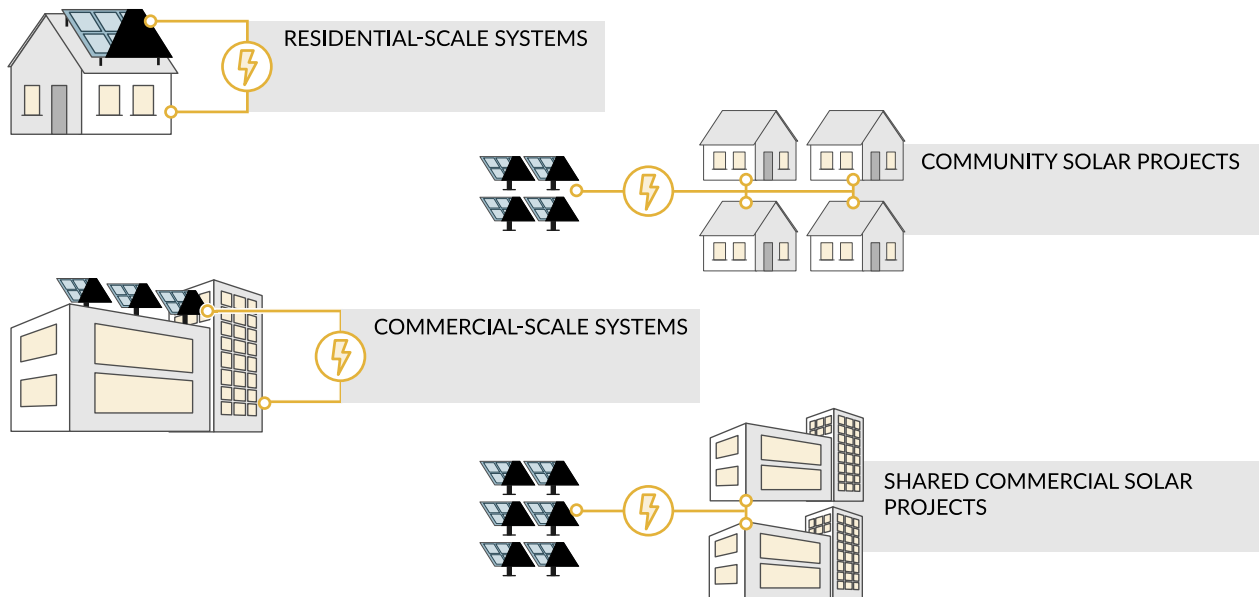 RESIDENTIAL-SCALE SYSTEMS
COMMUNITY SOLAR PROJECTS
COMMERCIAL-SCALE SYSTEMS
SHARED COMMERCIAL SOLAR
PROJECTS